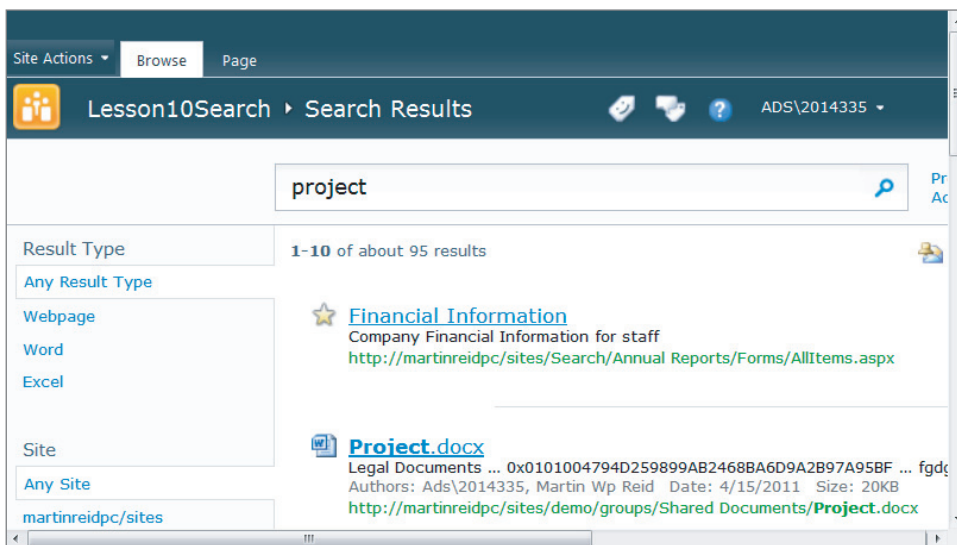 Site Actions
Browse
Page
Lesson10Search ▸ Search Results
ADS\2014335
project
Pr
Ac
Result Type
Any Result Type
Webpage
Word
Excel
Site
Any Site
martinreidpc/sites
1-10 of about 95 results
Financial Information
Company Financial Information for staff
http://martinreidpc/sites/Search/Annual Reports/Forms/AllItems.aspx
Project.docx
Legal Documents ... 0x0101004794D259899AB2468BA6D9A2B97A95BF ... fgdg
Authors: Ads\2014335, Martin Wp Reid Date: 4/15/2011 Size: 20KB
http://martinreidpc/sites/demo/groups/Shared Documents/Project.docx